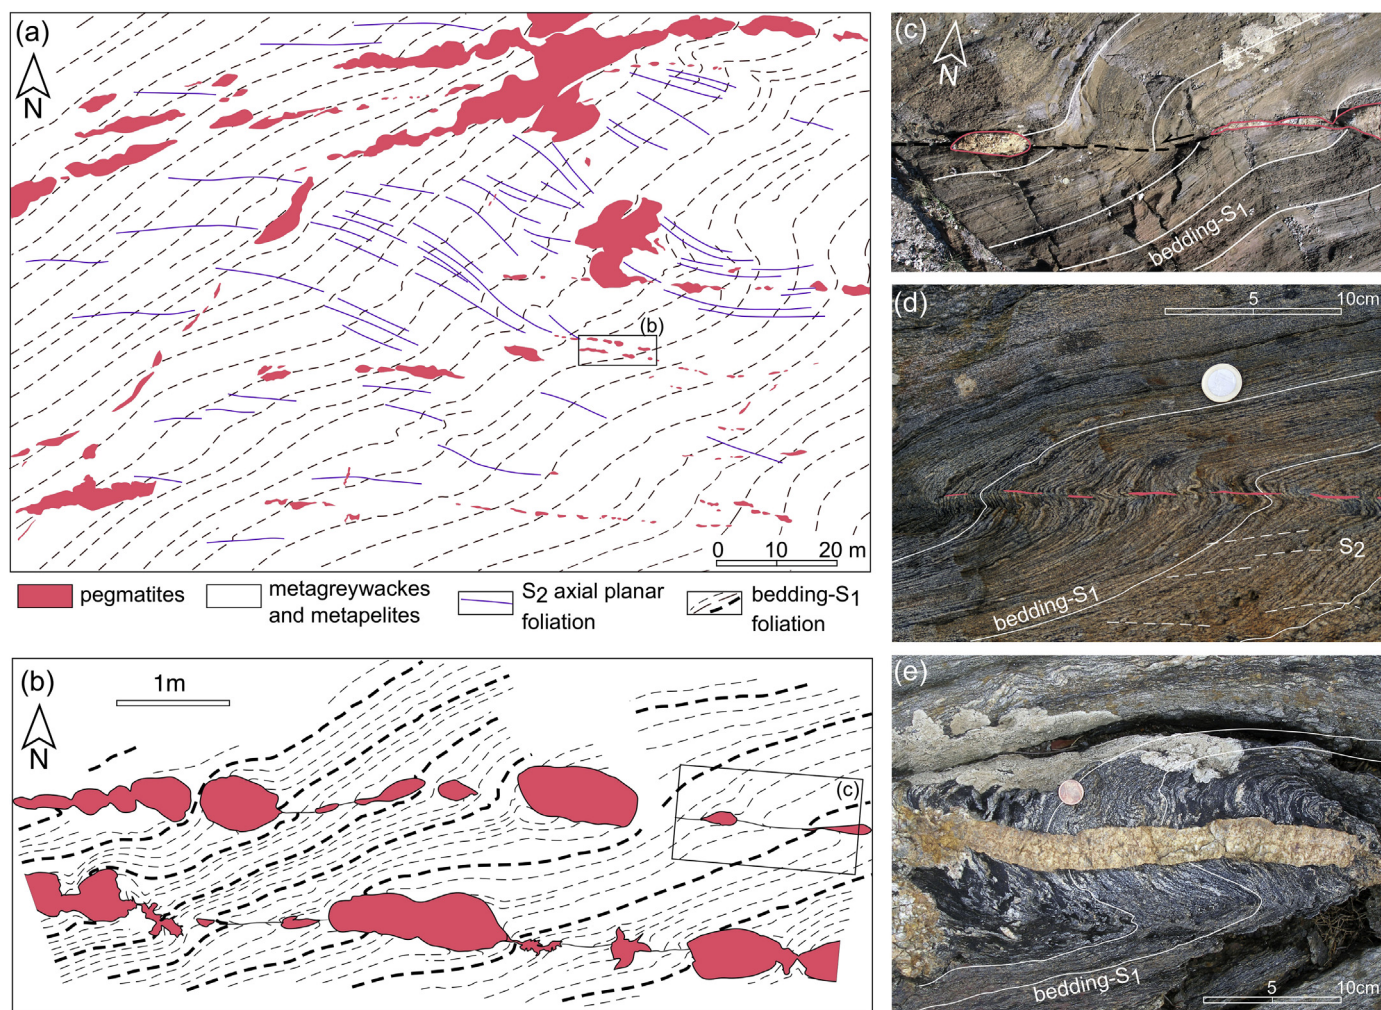 (a)
N
(b)
0 10 20 m
pegmatites
metagreywackes
and metapelites
S2 axial planar
foliation
bedding-S1
foliation
(b)
1m
N
(c)
(c)
N
bedding-S1
(d)
5 10cm
S2
bedding-S1
(e)
bedding-S1
5 10cm